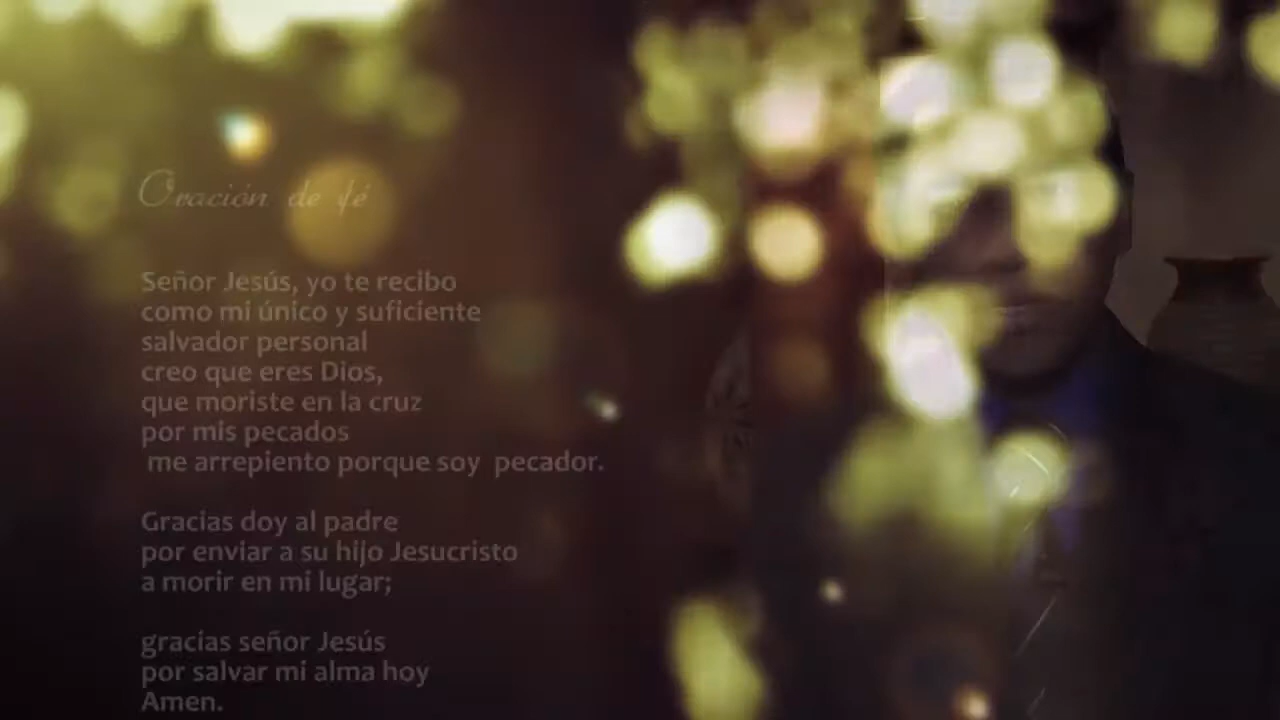 Oración de fé
Señor Jesús, yo te recibo
como mi único y suficiente
salvador personal
creo que eres Dios,
que moriste en la cruz
por mis pecados
me arrepiento porque soy pecador.
Gracias doy al padre
por enviar a su hijo Jesucristo
a morir en mi lugar;
gracias señor Jesús
por salvar mi alma hoy
Amen.